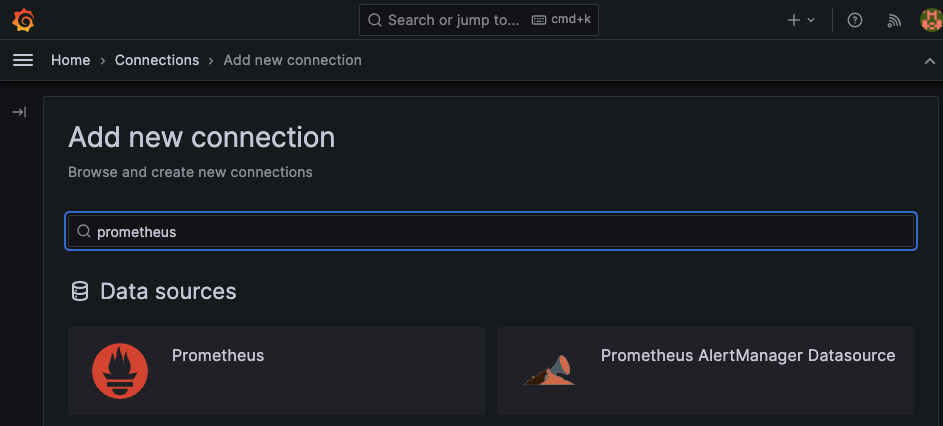 Search or jump to... cmd+k
Home › Connections › Add new connection
Add new connection
Browse and create new connections
prometheus
Data sources
Prometheus
Prometheus AlertManager Datasource